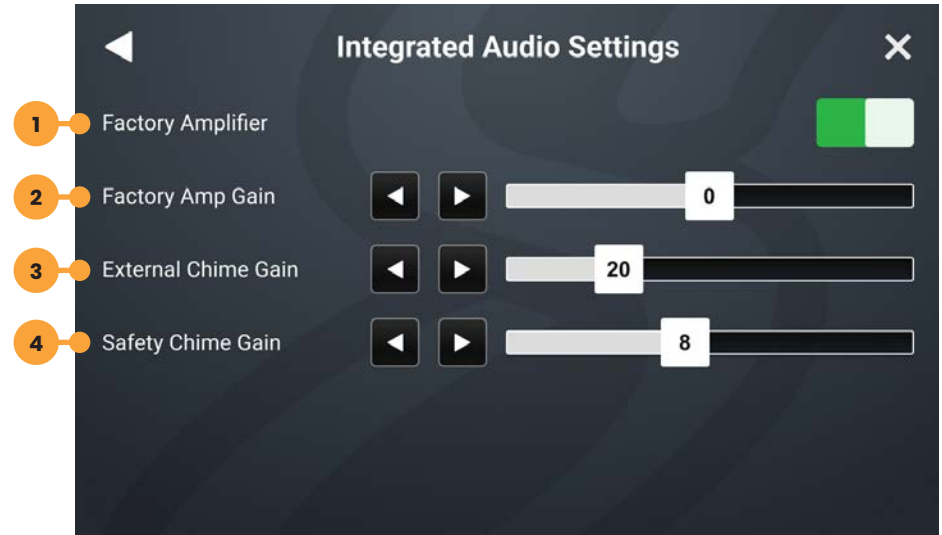 Integrated Audio Settings
1 Factory Amplifier
2 Factory Amp Gain 0
3 External Chime Gain 20
4 Safety Chime Gain 8